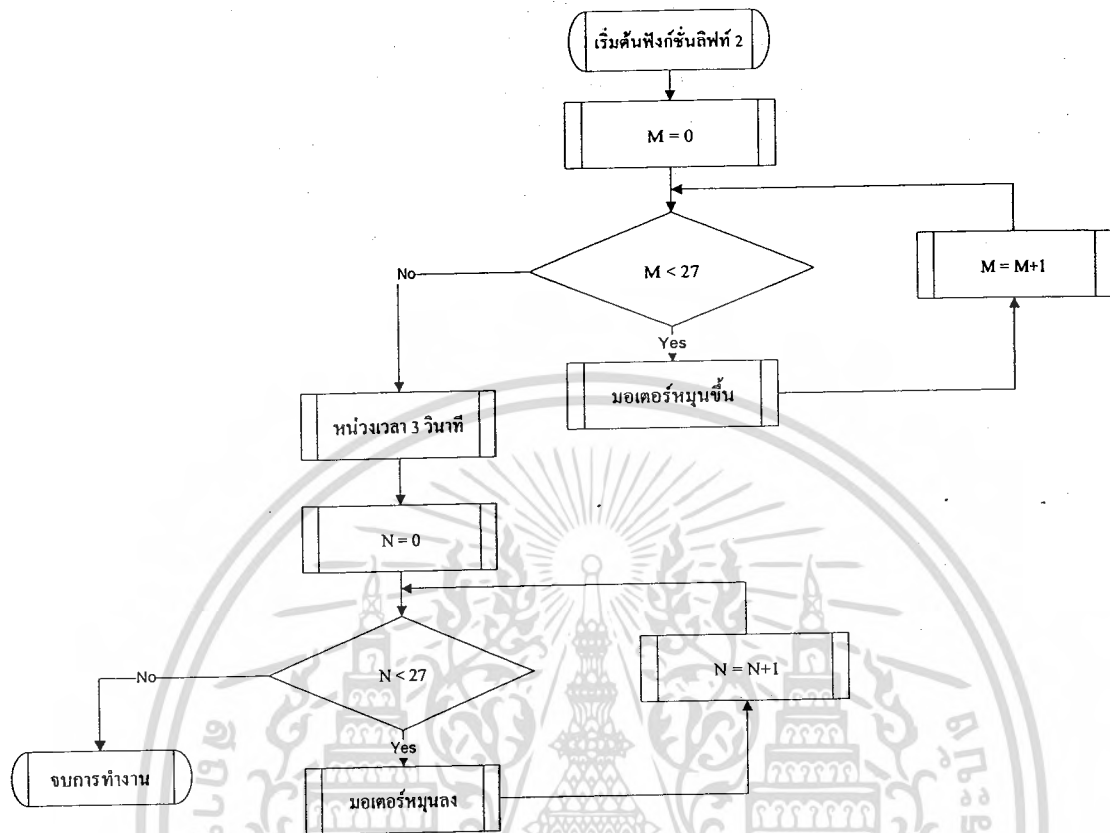 เริ่มต้นฟังก์ชั่นลิฟท์ 2
M = 0
M < 27
M = M+1
No
Yes
มอเตอร์หมุนขึ้น
หน่วงเวลา 3 วินาที
N = 0
N < 27
N = N+1
No
Yes
จบการทำงาน
มอเตอร์หมุนลง